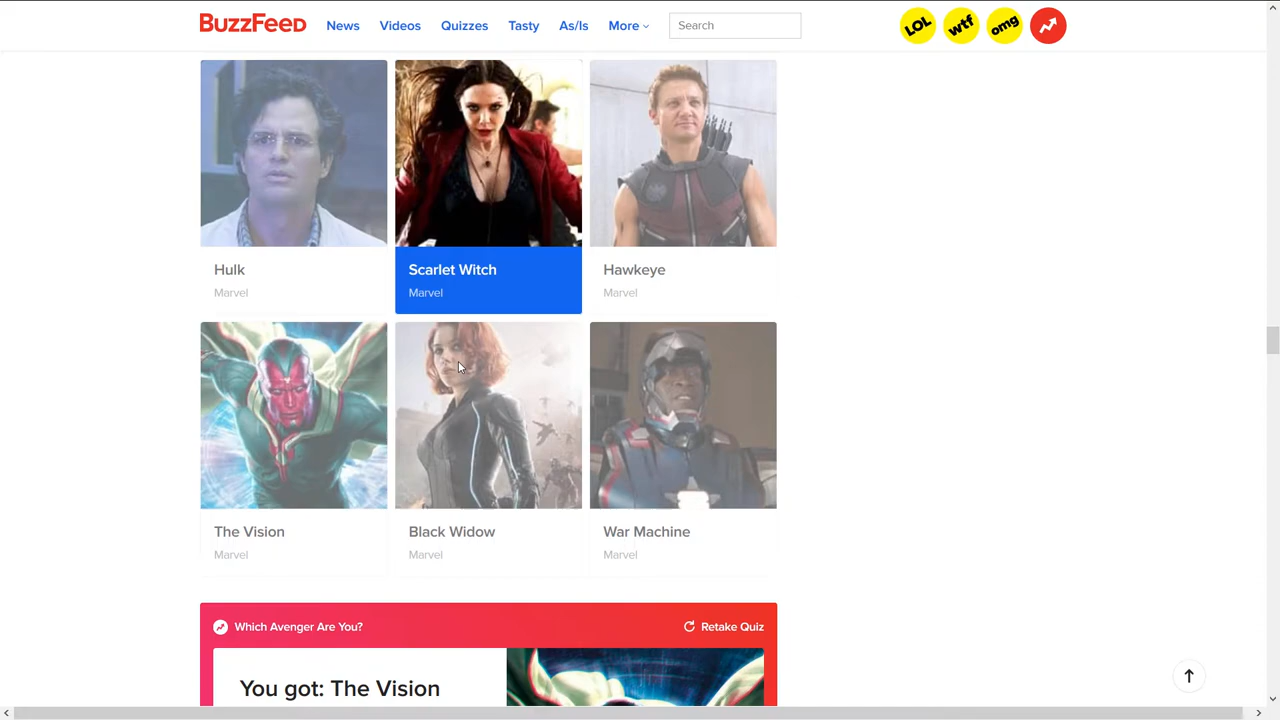 BuzzFeed News Videos Quizzes Tasty As/Is More Search LOL wtf omg
Hulk Scarlet Witch Hawkeye
Marvel Marvel Marvel
The Vision Black Widow War Machine
Marvel Marvel Marvel
Which Avenger Are You? Retake Quiz
You got: The Vision